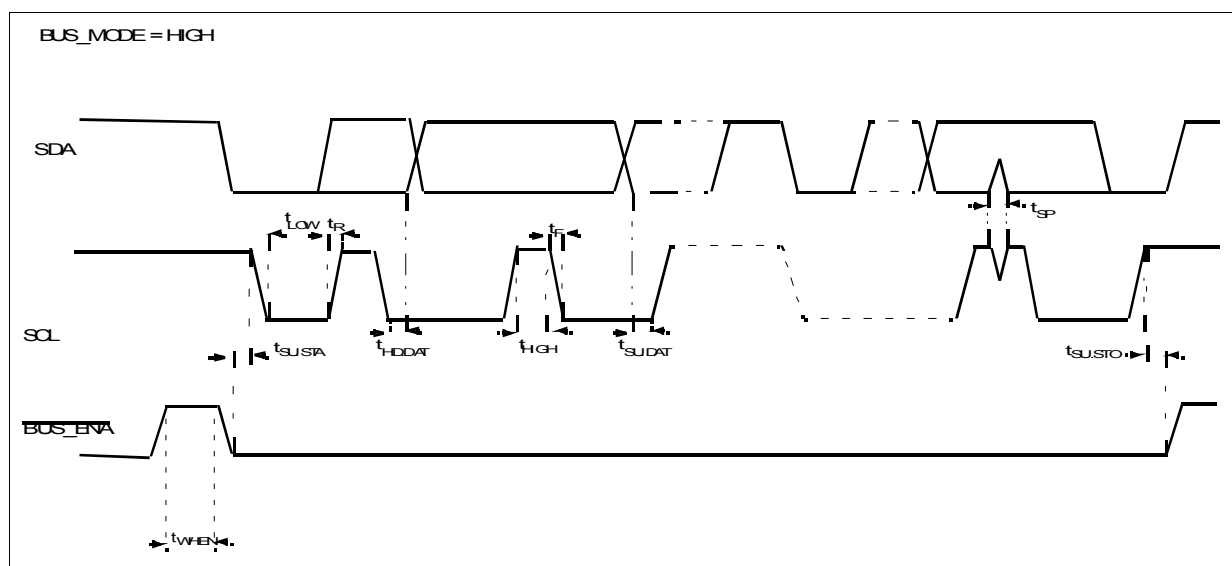 BUS_MODE = HIGH
SDA
tLOW tR
tF
tSP
SCL
tSU.STA
tHD.DAT
tHIGH
tSU.DAT
tSU.STO
BUS_ENA
tWHEN